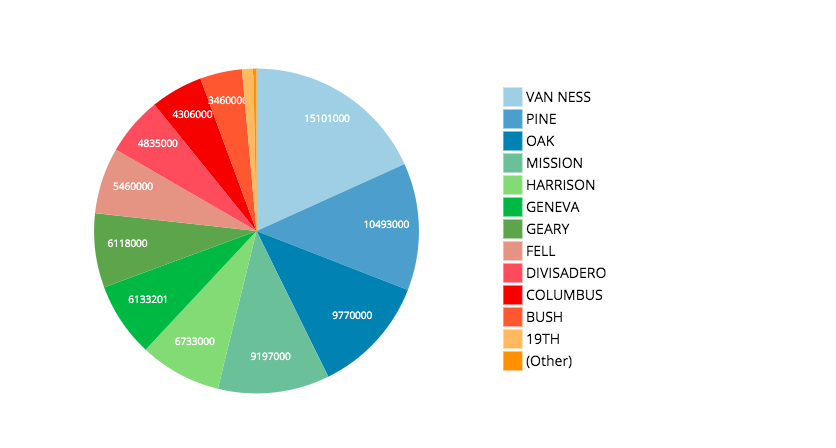 15101000
10493000
9770000
9197000
6733000
6133201
6118000
5460000
4835000
4306000
3460000
VAN NESS
PINE
OAK
MISSION
HARRISON
GENEVA
GEARY
FELL
DIVISADERO
COLUMBUS
BUSH
19TH
(Other)